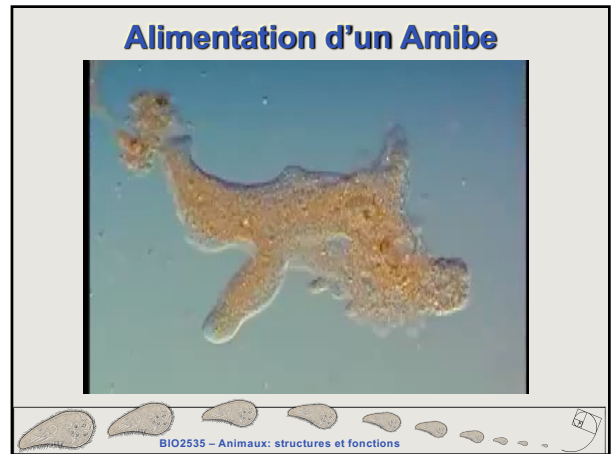 Alimentation d'un Amibe
BIO2535 – Animaux: structures et fonctions